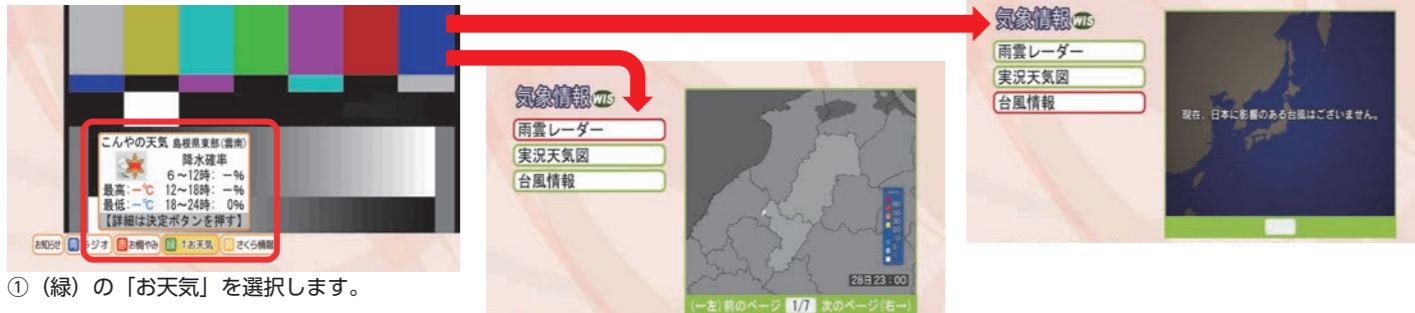 こんやの天気 島根県東部(雲南)
降水確率
6～12時: -%
最高:-℃ 12～18時: -%
最低:-℃ 18～24時: 0%
【詳細は決定ボタンを押す】
お知らせ 青 ラジオ 赤 お悔やみ 緑 ↑お天気 さくら情報
① （緑）の「お天気」を選択します。
気象情報 WIS
雨雲レーダー
実況天気図
台風情報
28日23:00
(←左)前のページ 1/7 次のページ(右→)
気象情報 WIS
雨雲レーダー
実況天気図
台風情報
現在、日本に影響のある台風はございません。